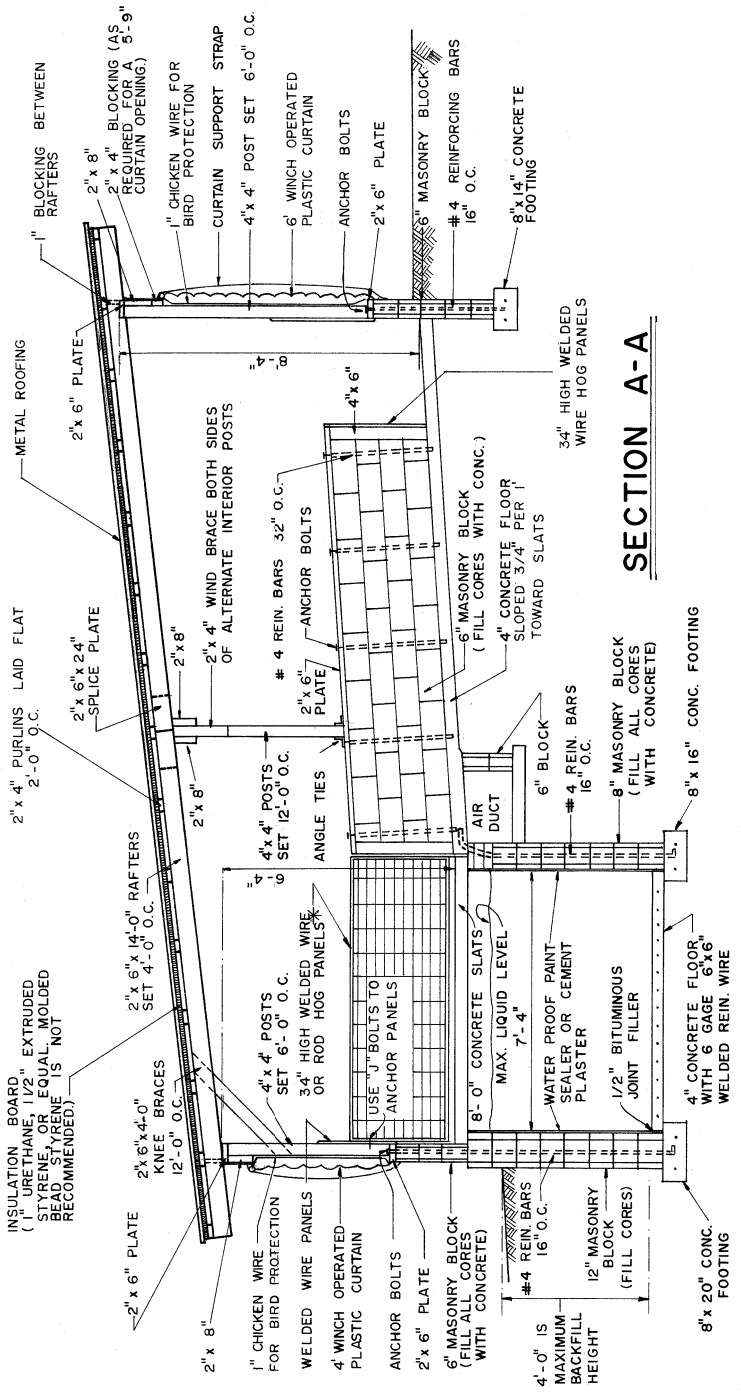 INSULATION BOARD
( 1" URETHANE, 1 1/2" EXTRUDED
STYRENE, OR EQUAL. MOLDED
BEAD STYRENE IS NOT
RECOMMENDED.)
2" x 4" PURLINS LAID FLAT
2'-0" O.C.
METAL ROOFING
1" BLOCKING BETWEEN
RAFTERS
2" x 8"
2" x 4" BLOCKING (AS
REQUIRED FOR A 5'-9"
CURTAIN OPENING.)
1" CHICKEN WIRE FOR
BIRD PROTECTION
CURTAIN SUPPORT STRAP
4"x 4" POST SET 6'-0" O.C.
6' WINCH OPERATED
PLASTIC CURTAIN
ANCHOR BOLTS
2"x 6" PLATE
6" MASONRY BLOCK
# 4 REINFORCING BARS
16" O.C.
8"x 14" CONCRETE
FOOTING
2"x 6" PLATE
8'-4"
2"x 6"x 24"
SPLICE PLATE
2"x 6"x 14'-0" RAFTERS
SET 4'-0" O.C.
2"x 6"x 4'-0"
KNEE BRACES
12'-0" O.C.
2"x 6" PLATE
2"x 8"
1" CHICKEN WIRE
FOR BIRD PROTECTION
WELDED WIRE PANELS
4' WINCH OPERATED
PLASTIC CURTAIN
ANCHOR BOLTS
2"x 6" PLATE
6" MASONRY BLOCK
(FILL ALL CORES
WITH CONCRETE)
4'-0" IS
MAXIMUM
BACKFILL
HEIGHT
8"x 20" CONC.
FOOTING
2"x 8"
2"x 8"
2"x 4" WIND BRACE BOTH SIDES
OF ALTERNATE INTERIOR POSTS
4"x 4" POSTS
SET 12'-0" O.C.
ANGLE TIES
6'-4"
4"x 4" POSTS
SET 6'-0" O.C.
34" HIGH WELDED WIRE
OR ROD HOG PANELS*
USE "J" BOLTS TO
ANCHOR PANELS
# 4 REIN. BARS 32" O.C.
ANCHOR BOLTS
2"x 6"
PLATE
4"x 6"
34" HIGH WELDED
WIRE HOG PANELS
6" MASONRY BLOCK
( FILL CORES WITH CONC. )
4" CONCRETE FLOOR
SLOPED 3/4" PER 1'
TOWARD SLATS
6" BLOCK
AIR
DUCT
# 4 REIN. BARS
16" O.C.
8" MASONRY BLOCK
( FILL ALL CORES
WITH CONCRETE)
8"x 16" CONC. FOOTING
8'-0" CONCRETE SLATS
MAX. LIQUID LEVEL
7'-4"
WATER PROOF PAINT
SEALER OR CEMENT
PLASTER
1/2" BITUMINOUS
JOINT FILLER
4" CONCRETE FLOOR
WITH 6 GAGE 6"x6"
WELDED REIN. WIRE
#4 REIN. BARS
16" O.C.
12" MASONRY
BLOCK
(FILL CORES)
SECTION A-A